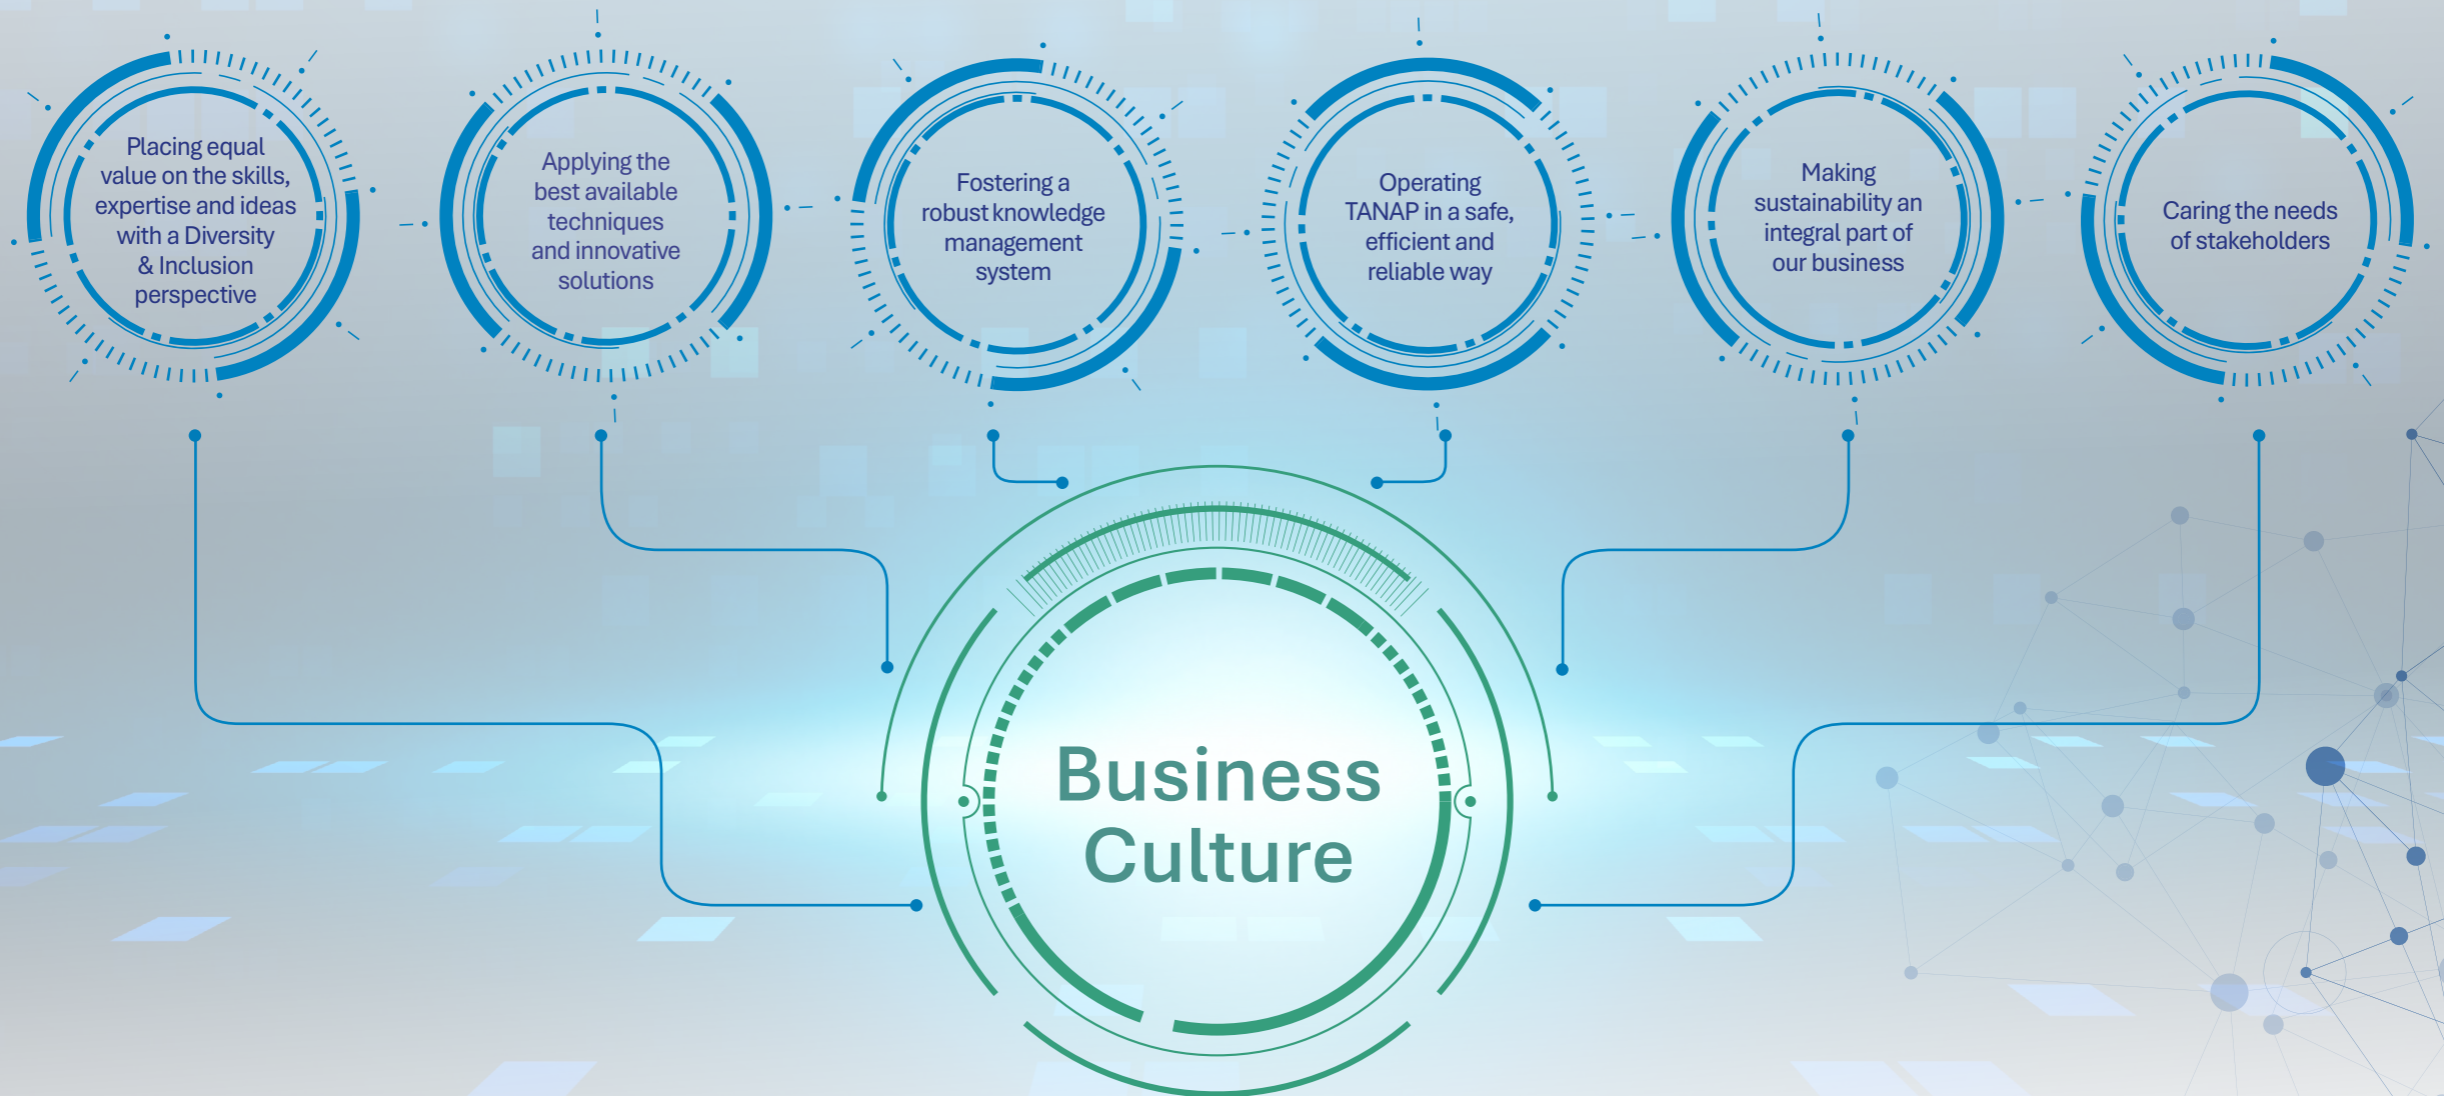 Placing equal
value on the skills,
expertise and ideas
with a Diversity
& Inclusion
perspective
Applying the
best available
techniques
and innovative
solutions
Fostering a
robust knowledge
management
system
Operating
TANAP in a safe,
efficient and
reliable way
Making
sustainability an
integral part of
our business
Caring the needs
of stakeholders
Business
Culture